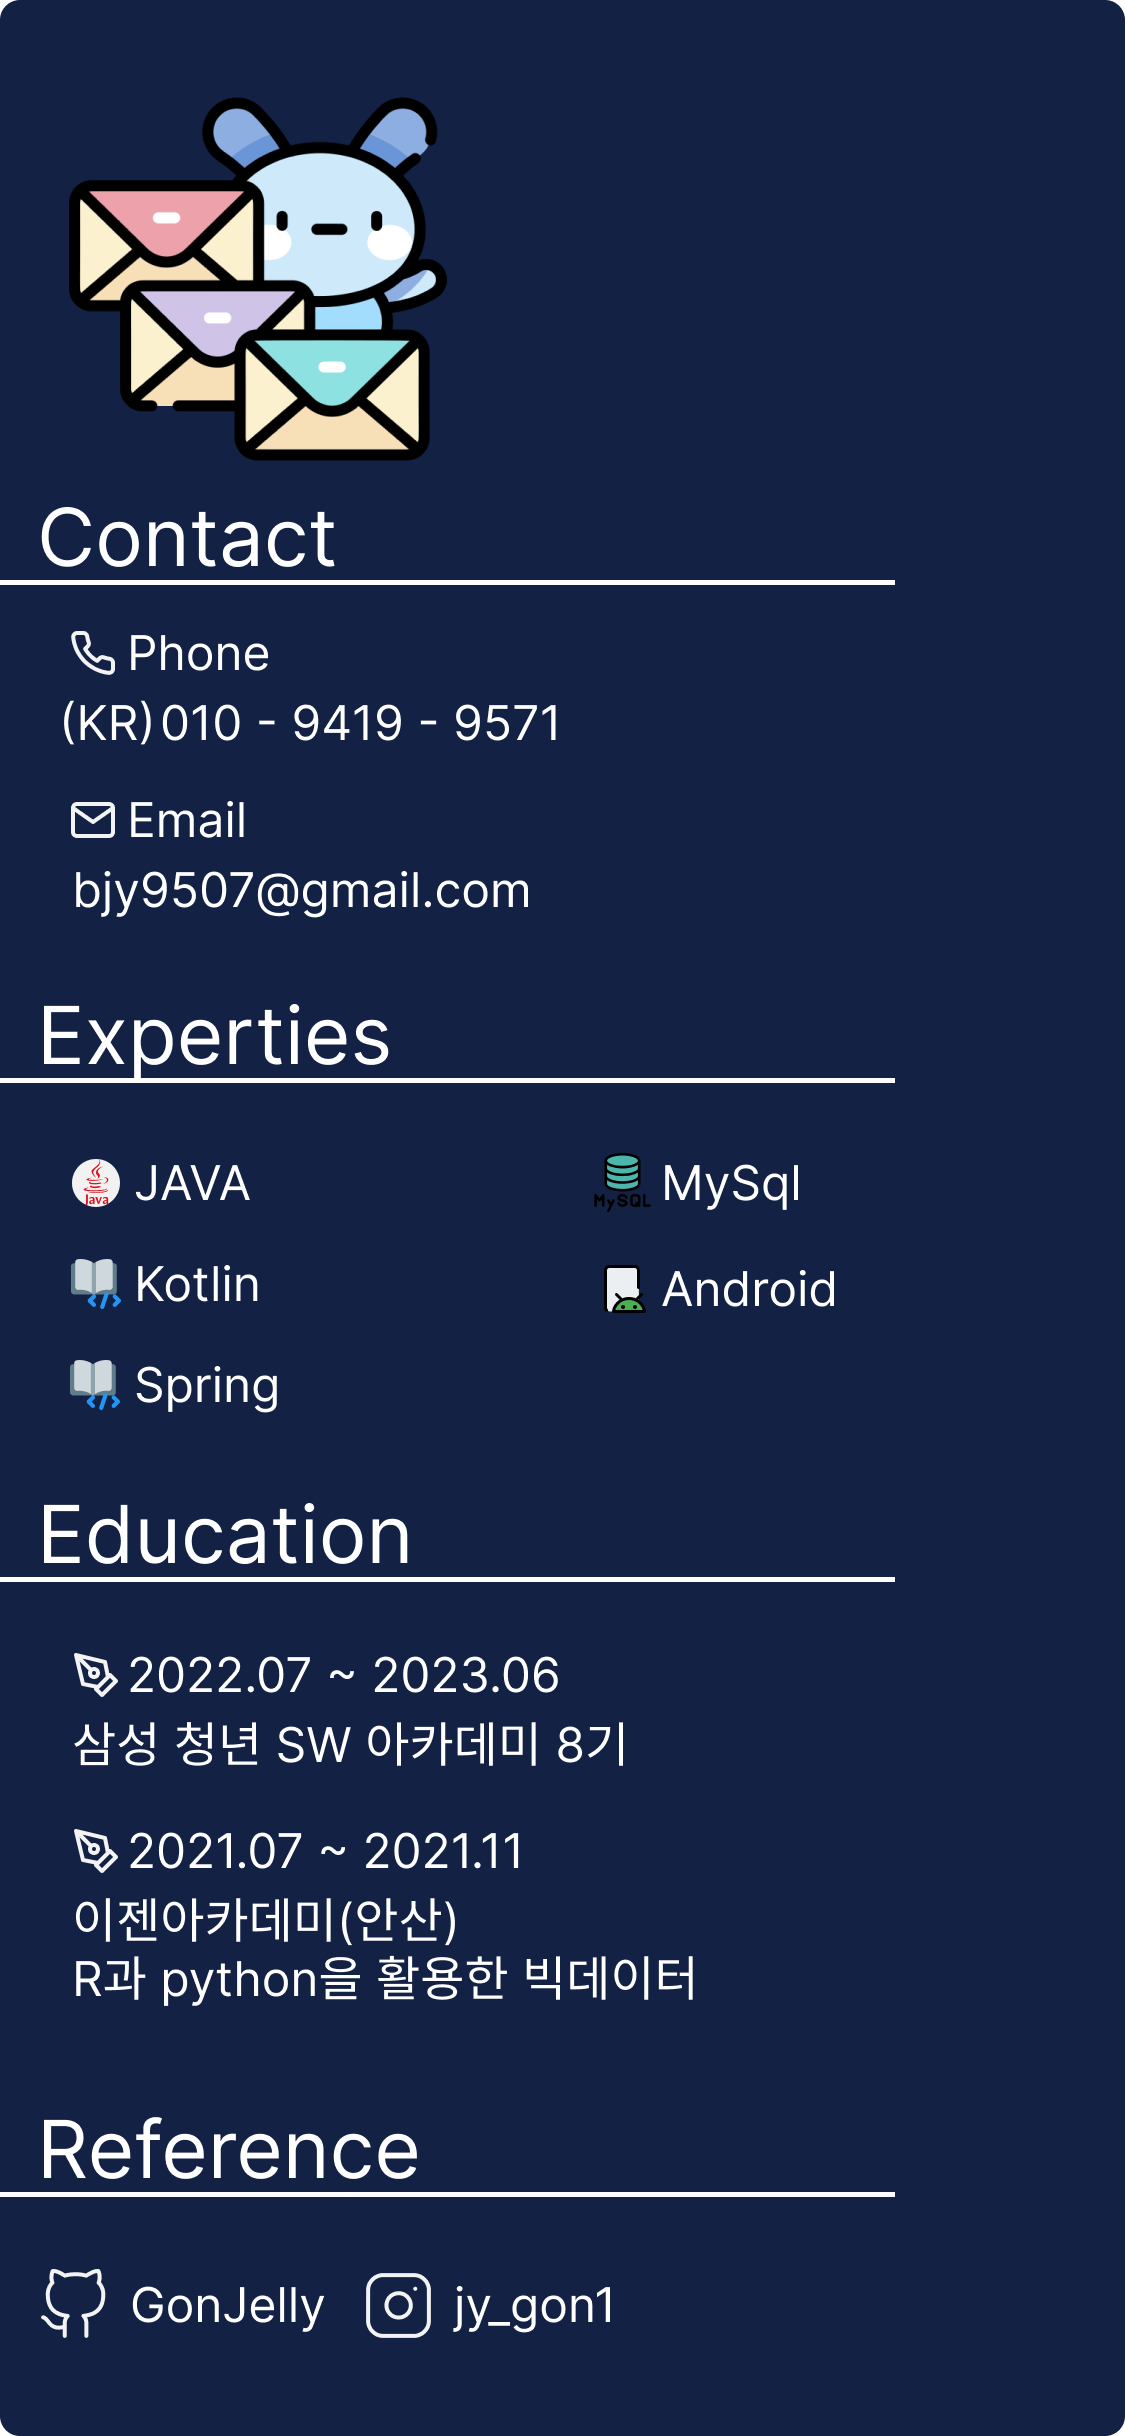 Contact
Phone
(KR)010 - 9419 - 9571
Email
bjy9507@gmail.com
Experties
Java JAVA
MySQL MySql
Kotlin
Android
Spring
Education
2022.07 ~ 2023.06
삼성 청년 SW 아카데미 8기
2021.07 ~ 2021.11
이젠아카데미(안산)
R과 python을 활용한 빅데이터
Reference
GonJelly jy_gon1